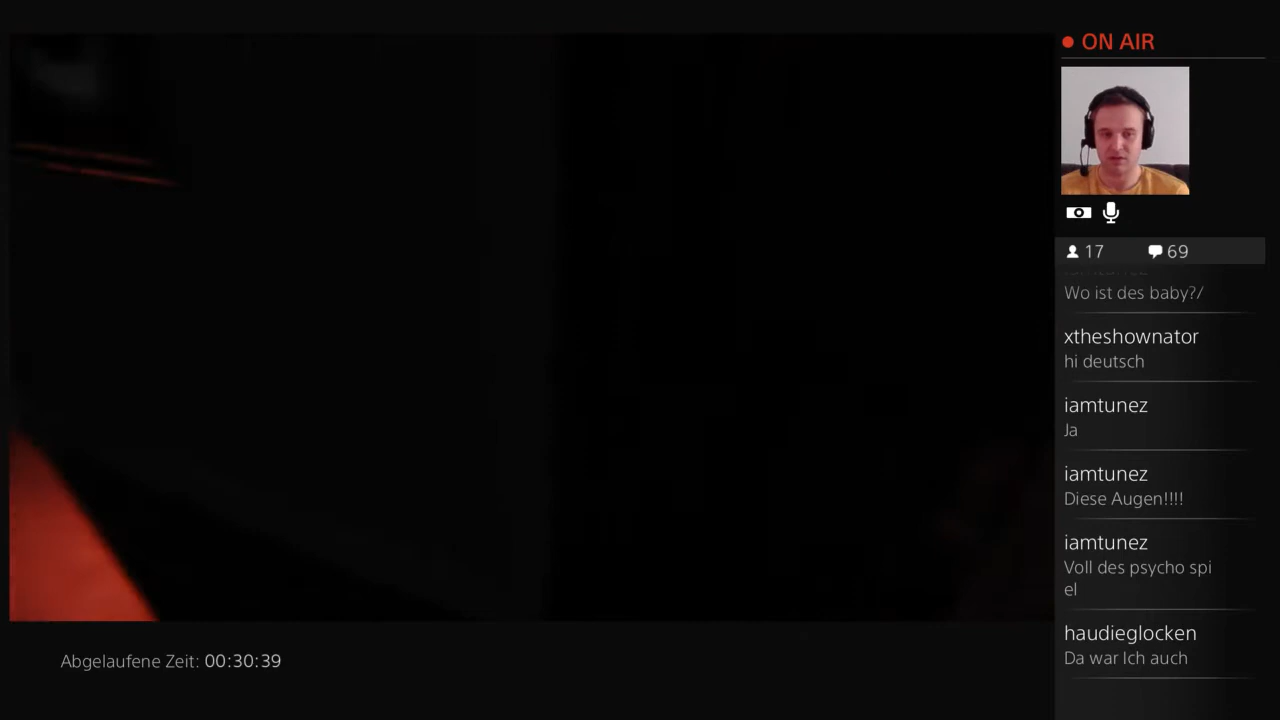 ON AIR
17 69
Wo ist des baby?/
xtheshownator
hi deutsch
iamtunez
Ja
iamtunez
Diese Augen!!!!
iamtunez
Voll des psycho spi
el
haudieglocken
Da war Ich auch
Abgelaufene Zeit: 00:30:39